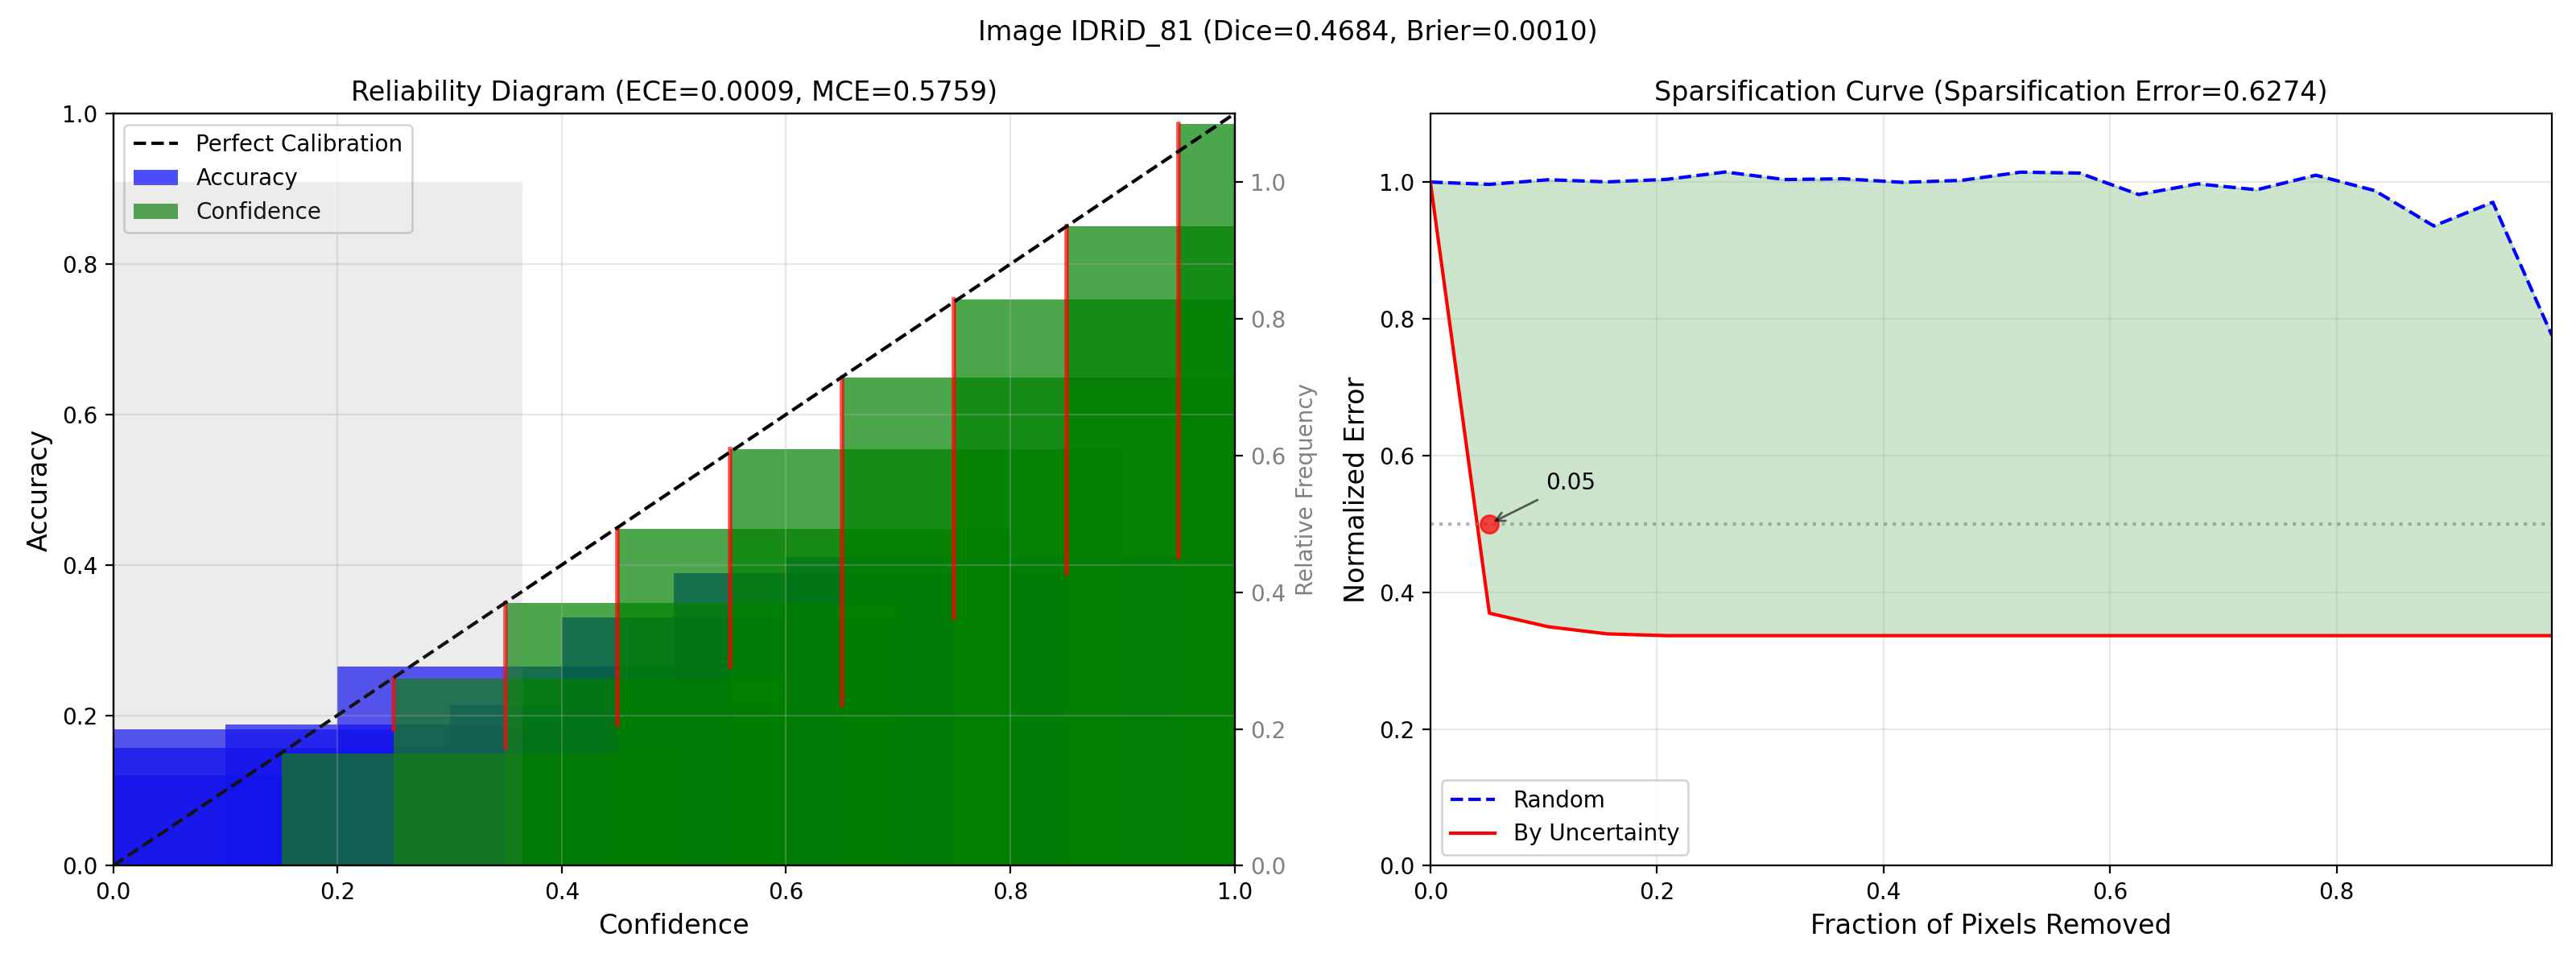 Image IDRiD_81 (Dice=0.4684, Brier=0.0010)
Reliability Diagram (ECE=0.0009, MCE=0.5759)
Perfect Calibration
Accuracy
Confidence
1.0
0.8
0.6
0.4
0.2
0.0
Accuracy
0.0
0.2
0.4
0.6
0.8
1.0
Confidence
1.0
0.8
0.6
0.4
0.2
0.0
Relative Frequency
Sparsification Curve (Sparsification Error=0.6274)
1.0
0.8
0.6
0.4
0.2
0.0
Normalized Error
0.05
Random
By Uncertainty
0.0
0.2
0.4
0.6
0.8
Fraction of Pixels Removed